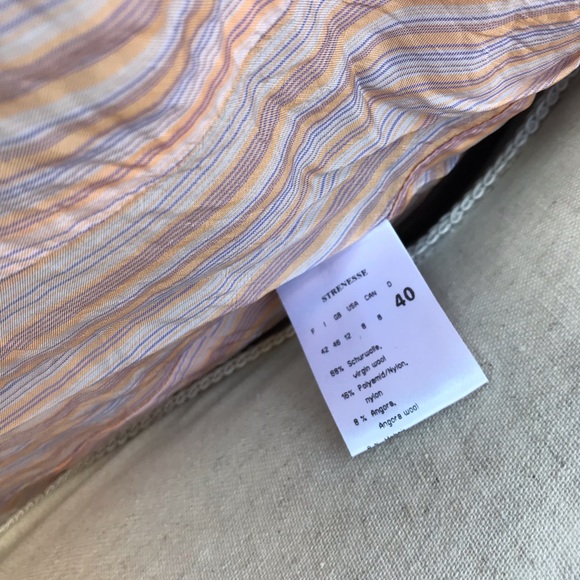 STRENESSE
F I GB USA CAN D
42 46 12 8 8 40
68% Schurwolle,
virgin wool
16% Polyamid/Nylon,
nylon
8 % Angora,
Angora wool